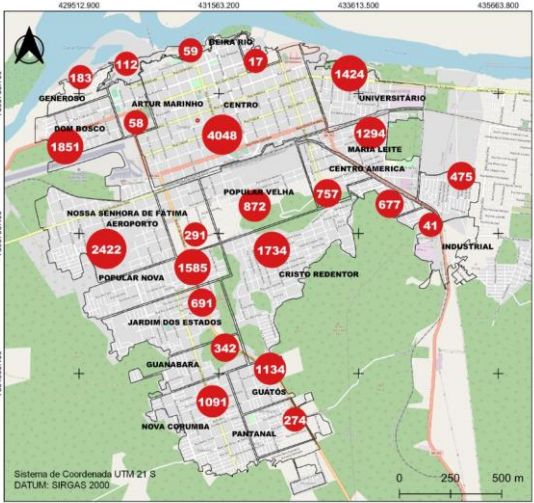 429512.900 431563.200 433613.500 435663.800
BEIRA RIO
59
112
17
183
1424
GENEROSO
ARTUR MARINHO
CENTRO
UNIVERSITÁRIO
58
DOM BOSCO
4048
1294
1851
MARIA LEITE
CENTRO AMERICA
475
POPULAR VELHA
757
872
677
NOSSA SENHORA DE FÁTIMA
AEROPORTO
41
291
2422
1734
INDUSTRIAL
1585
CRISTO REDENTOR
POPULAR NOVA
691
JARDIM DOS ESTADOS
342
GUANABARA
1134
GUATÓS
1091
274
NOVA CORUMBA
PANTANAL
Sistema de Coordenada UTM 21 S
DATUM: SIRGAS 2000
0 250 500 m